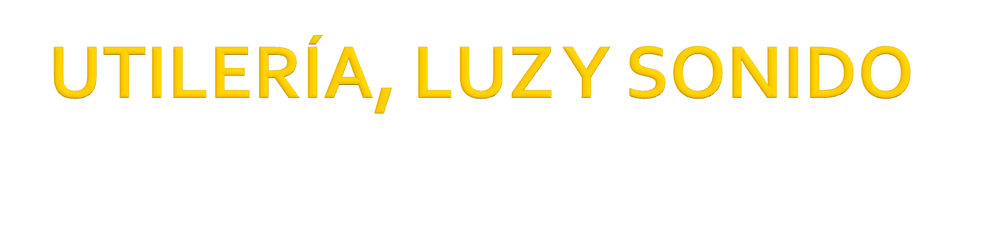 UTILERÍA, LUZ Y SONIDO